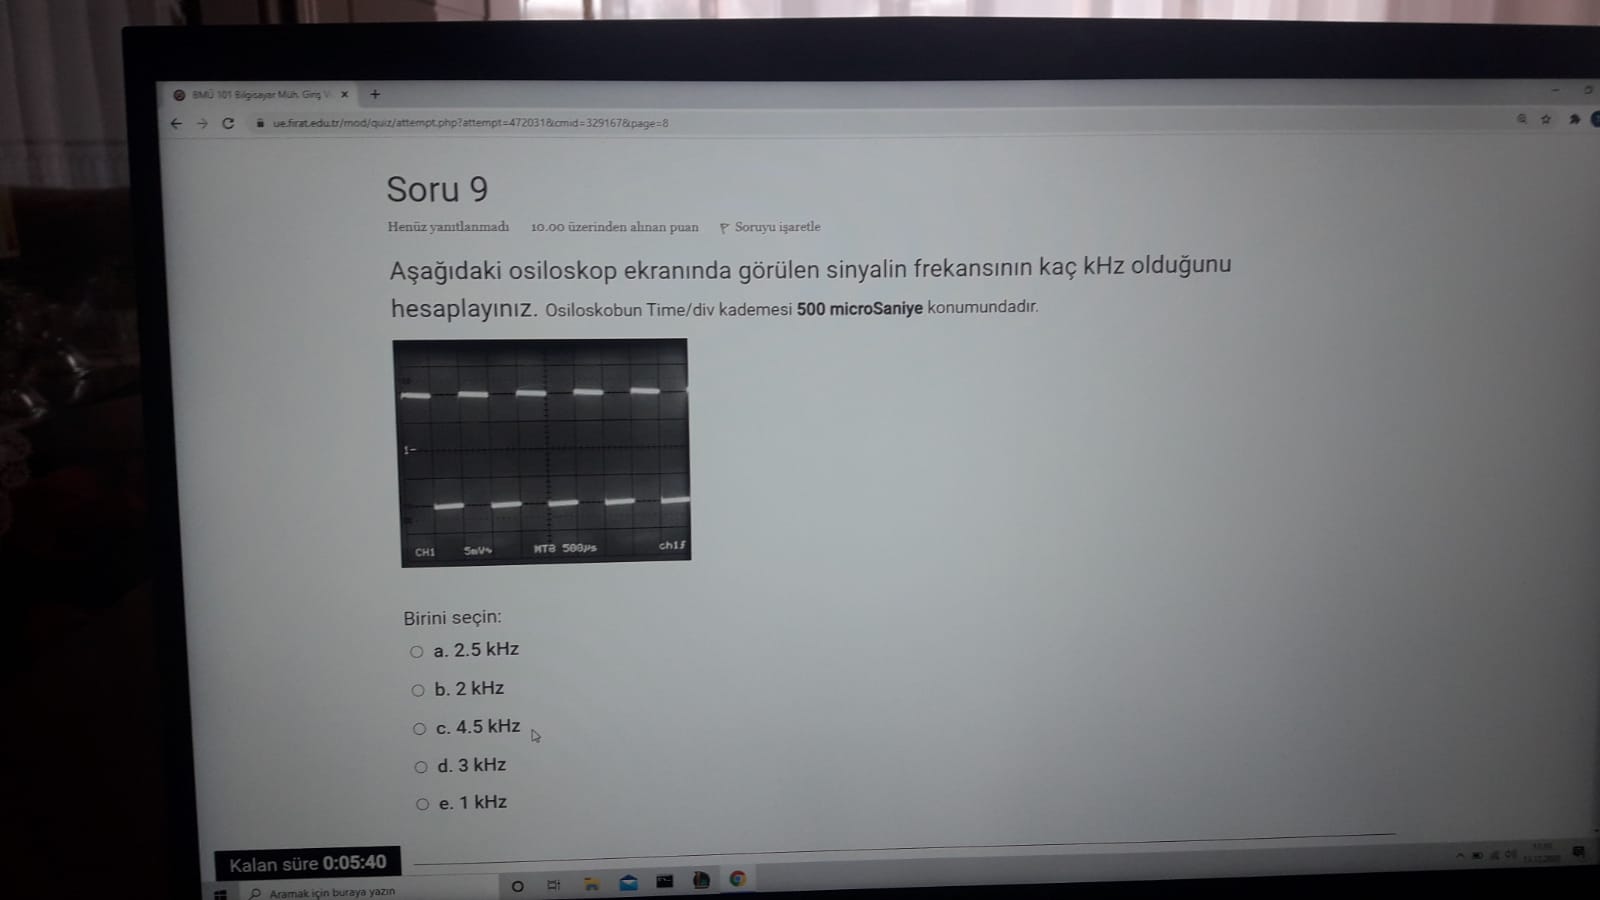 BMÜ 101 Bilgisayar Müh. Giriş V
ue.firat.edu.tr/mod/quiz/attempt.php?attempt=472031&cmid=329167&page=8
Soru 9
Henüz yanıtlanmadı 10.00 üzerinden alınan puan Soruyu işaretle
Aşağıdaki osiloskop ekranında görülen sinyalin frekansının kaç kHz olduğunu
hesaplayınız. Osiloskobun Time/div kademesi 500 microSaniye konumundadır.
1-
CH1 5mV~ MTB 500µs ch1
Birini seçin:
a. 2.5 kHz
b. 2 kHz
c. 4.5 kHz
d. 3 kHz
e. 1 kHz
Kalan süre 0:05:40
Aramak için buraya yazın